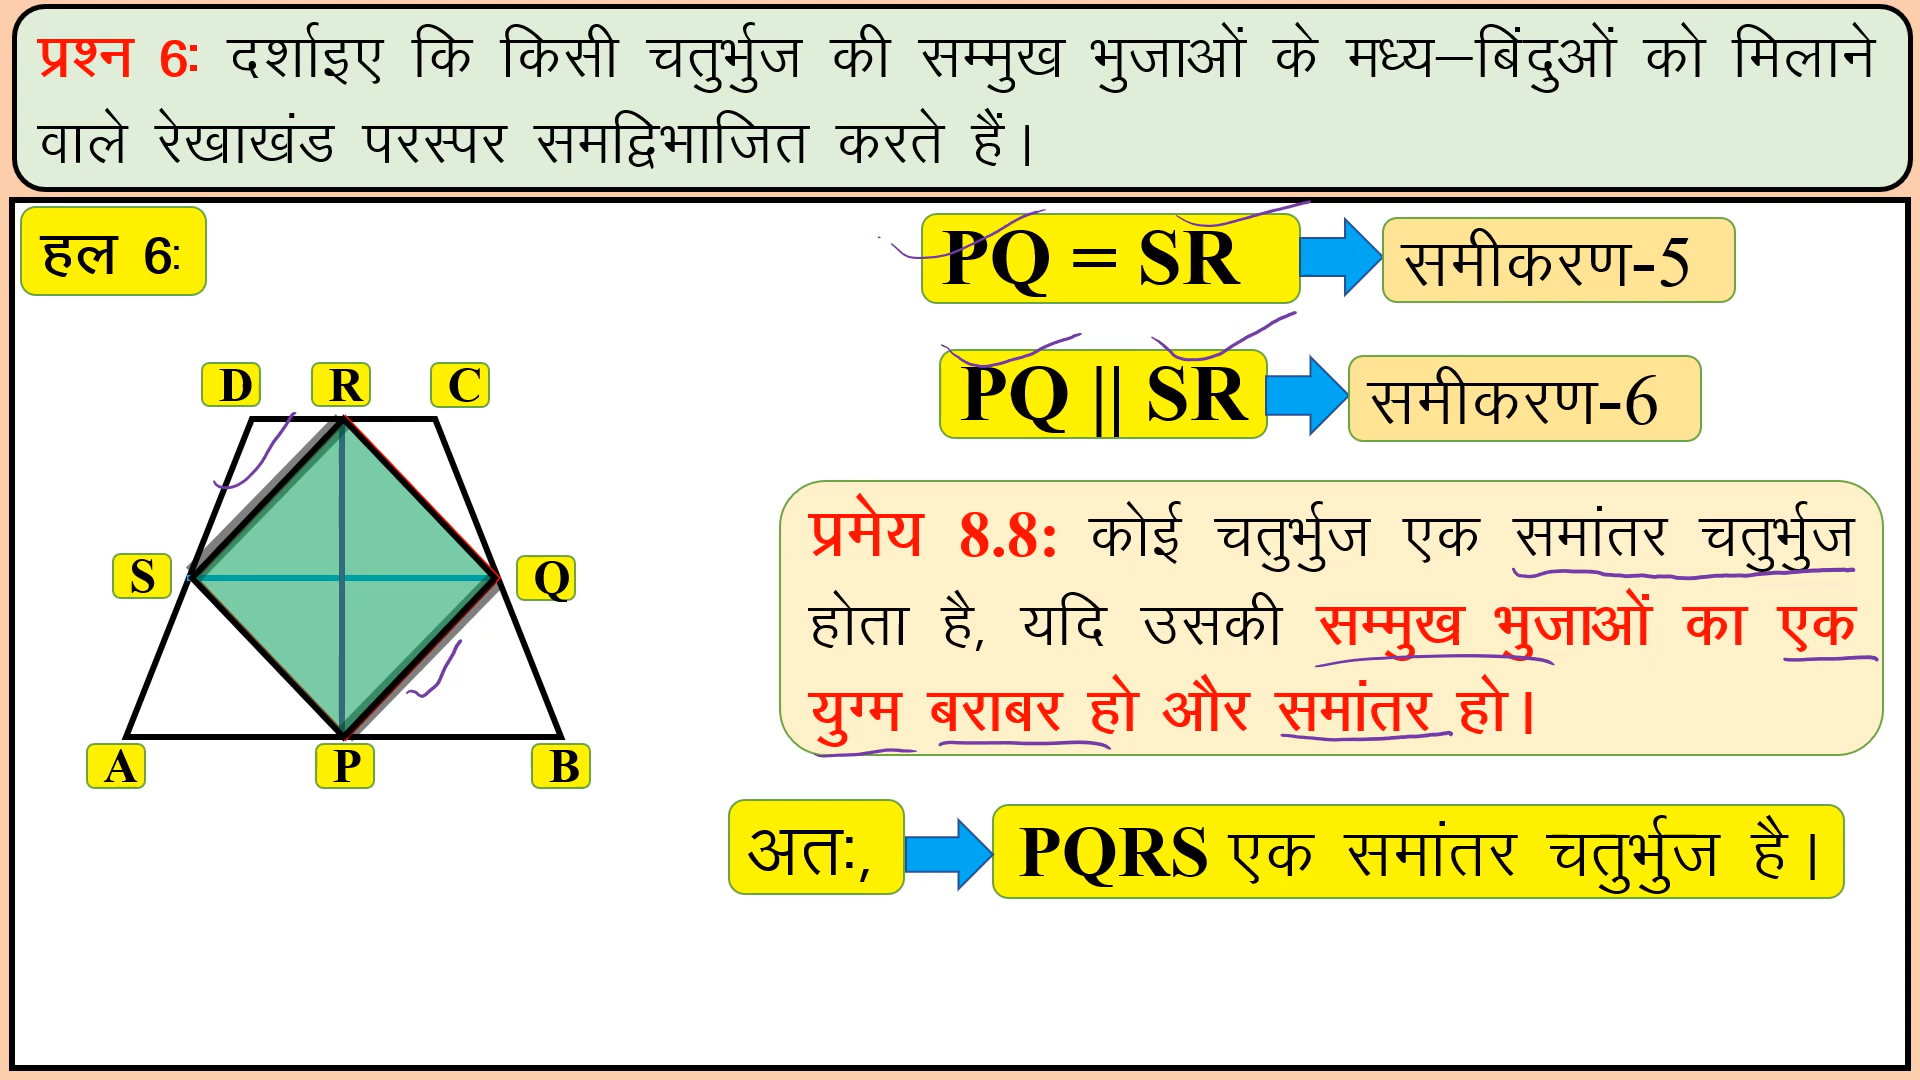 प्रश्न 6: दर्शाइए कि किसी चतुर्भुज की सम्मुख भुजाओं के मध्य–बिंदुओं को मिलाने
वाले रेखाखंड परस्पर समद्विभाजित करते हैं।
हल 6:
PQ = SR
समीकरण-5
PQ || SR
समीकरण-6
D R C
S Q
A P B
प्रमेय 8.8: कोई चतुर्भुज एक समांतर चतुर्भुज
होता है, यदि उसकी सम्मुख भुजाओं का एक
युग्म बराबर हो और समांतर हो।
अतः,
PQRS एक समांतर चतुर्भुज है।